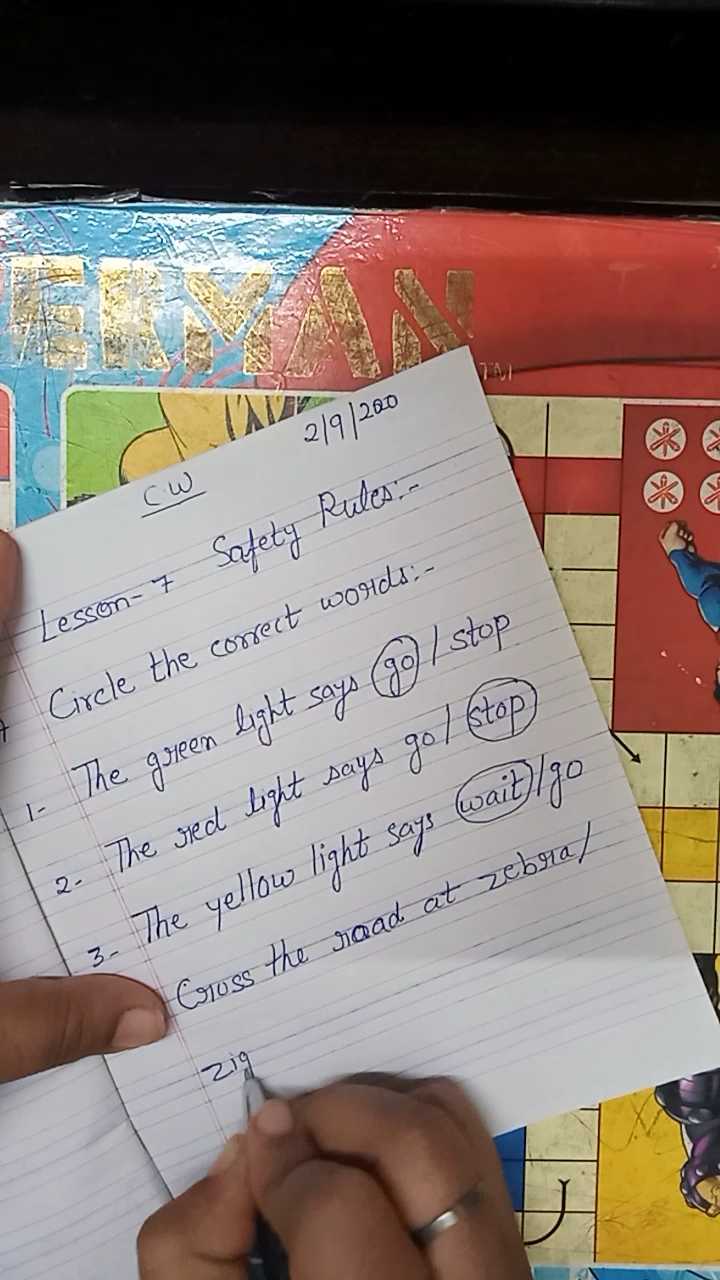 ERMAN TM
2/9/2020
C.W
Lesson-7 Safety Rules:-
Circle the correct words:-
1- The green light says go / stop
2- The red light says go / stop
3- The yellow light says wait / go
Cross the road at zebra /
zig